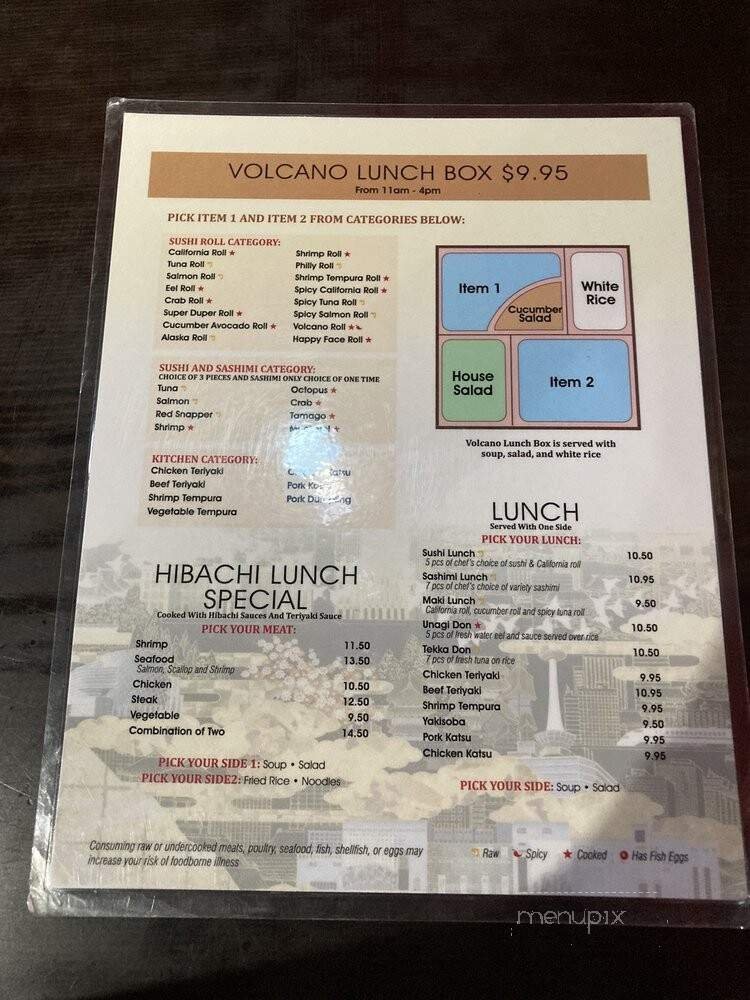 VOLCANO LUNCH BOX $9.95
From 11am - 4pm
PICK ITEM 1 AND ITEM 2 FROM CATEGORIES BELOW:
SUSHI ROLL CATEGORY:
California Roll ★
Tuna Roll
Salmon Roll
Eel Roll ★
Crab Roll ★
Super Duper Roll ★
Cucumber Avocado Roll ★
Alaska Roll
Shrimp Roll ★
Philly Roll
Shrimp Tempura Roll ★
Spicy California Roll ★
Spicy Tuna Roll
Spicy Salmon Roll
Volcano Roll ★
Happy Face Roll ★
SUSHI AND SASHIMI CATEGORY:
CHOICE OF 3 PIECES AND SASHIMI ONLY CHOICE OF ONE TIME
Tuna
Salmon
Red Snapper
Shrimp ★
Octopus ★
Crab ★
Tamago ★
KITCHEN CATEGORY:
Chicken Teriyaki
Beef Teriyaki
Shrimp Tempura
Vegetable Tempura
Katsu
Pork
Pork
Item 1
Cucumber
Salad
White
Rice
House
Salad
Item 2
Volcano Lunch Box is served with
soup, salad, and white rice
HIBACHI LUNCH
SPECIAL
Cooked With Hibachi Sauces And Teriyaki Sauce
PICK YOUR MEAT:
Shrimp 11.50
Seafood 13.50
Salmon, Scallop and Shrimp
Chicken 10.50
Steak 12.50
Vegetable 9.50
Combination of Two 14.50
PICK YOUR SIDE 1: Soup • Salad
PICK YOUR SIDE2: Fried Rice • Noodles
LUNCH
Served With One Side
PICK YOUR LUNCH:
Sushi Lunch 10.50
5 pcs of chef's choice of sushi & California roll
Sashimi Lunch 10.95
7 pcs of chef's choice of variety sashimi
Maki Lunch 9.50
California roll, cucumber roll and spicy tuna roll
Unagi Don ★ 10.50
5 pcs of fresh water eel and sauce served over rice
Tekka Don 10.50
7 pcs of fresh tuna on rice
Chicken Teriyaki 9.95
Beef Teriyaki 10.95
Shrimp Tempura 9.95
Yakisoba 9.50
Pork Katsu 9.95
Chicken Katsu 9.95
PICK YOUR SIDE: Soup • Salad
Consuming raw or undercooked meats, poultry, seafood, fish, shellfish, or eggs may
increase your risk of foodborne illness
Raw Spicy ★ Cooked Has Fish Eggs
menupix